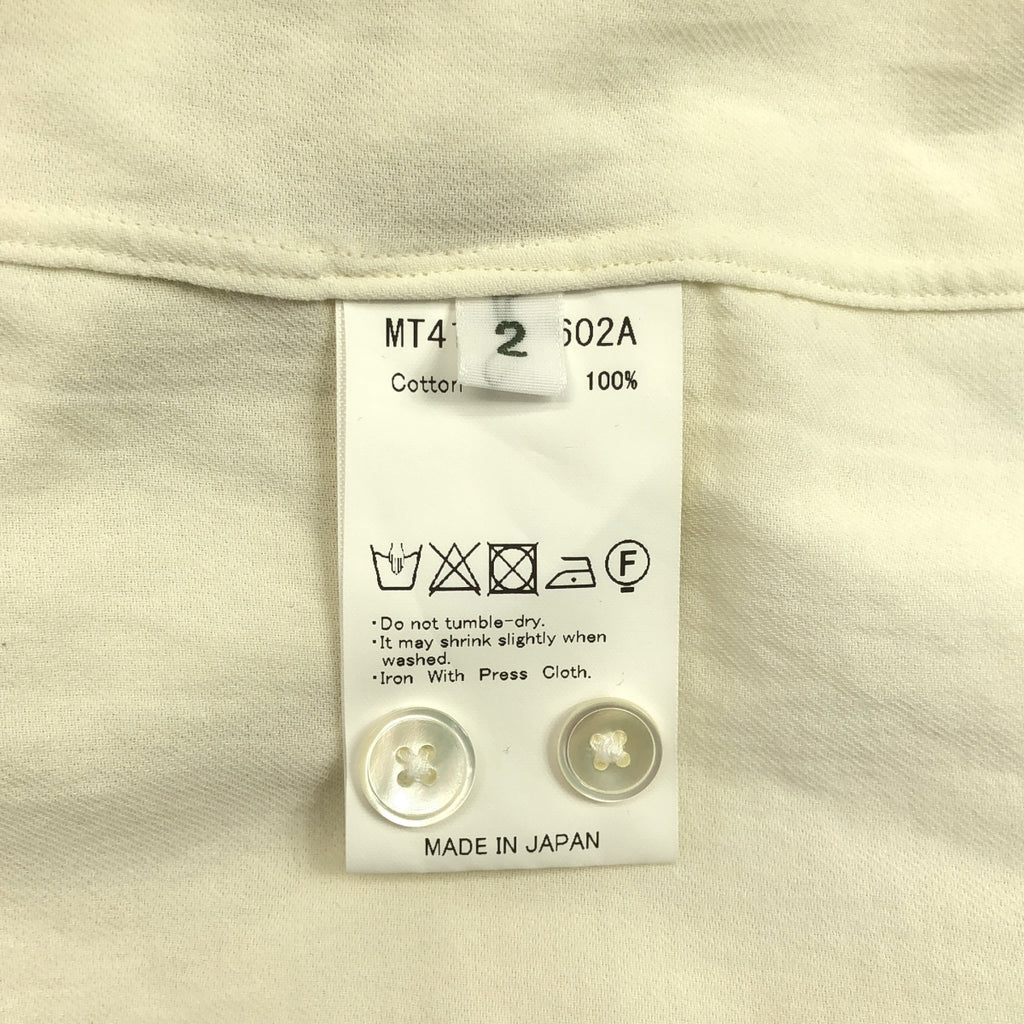 MT4 2 602A
Cotton 100%
F
·Do not tumble-dry.
·It may shrink slightly when
washed.
·Iron With Press Cloth.
MADE IN JAPAN